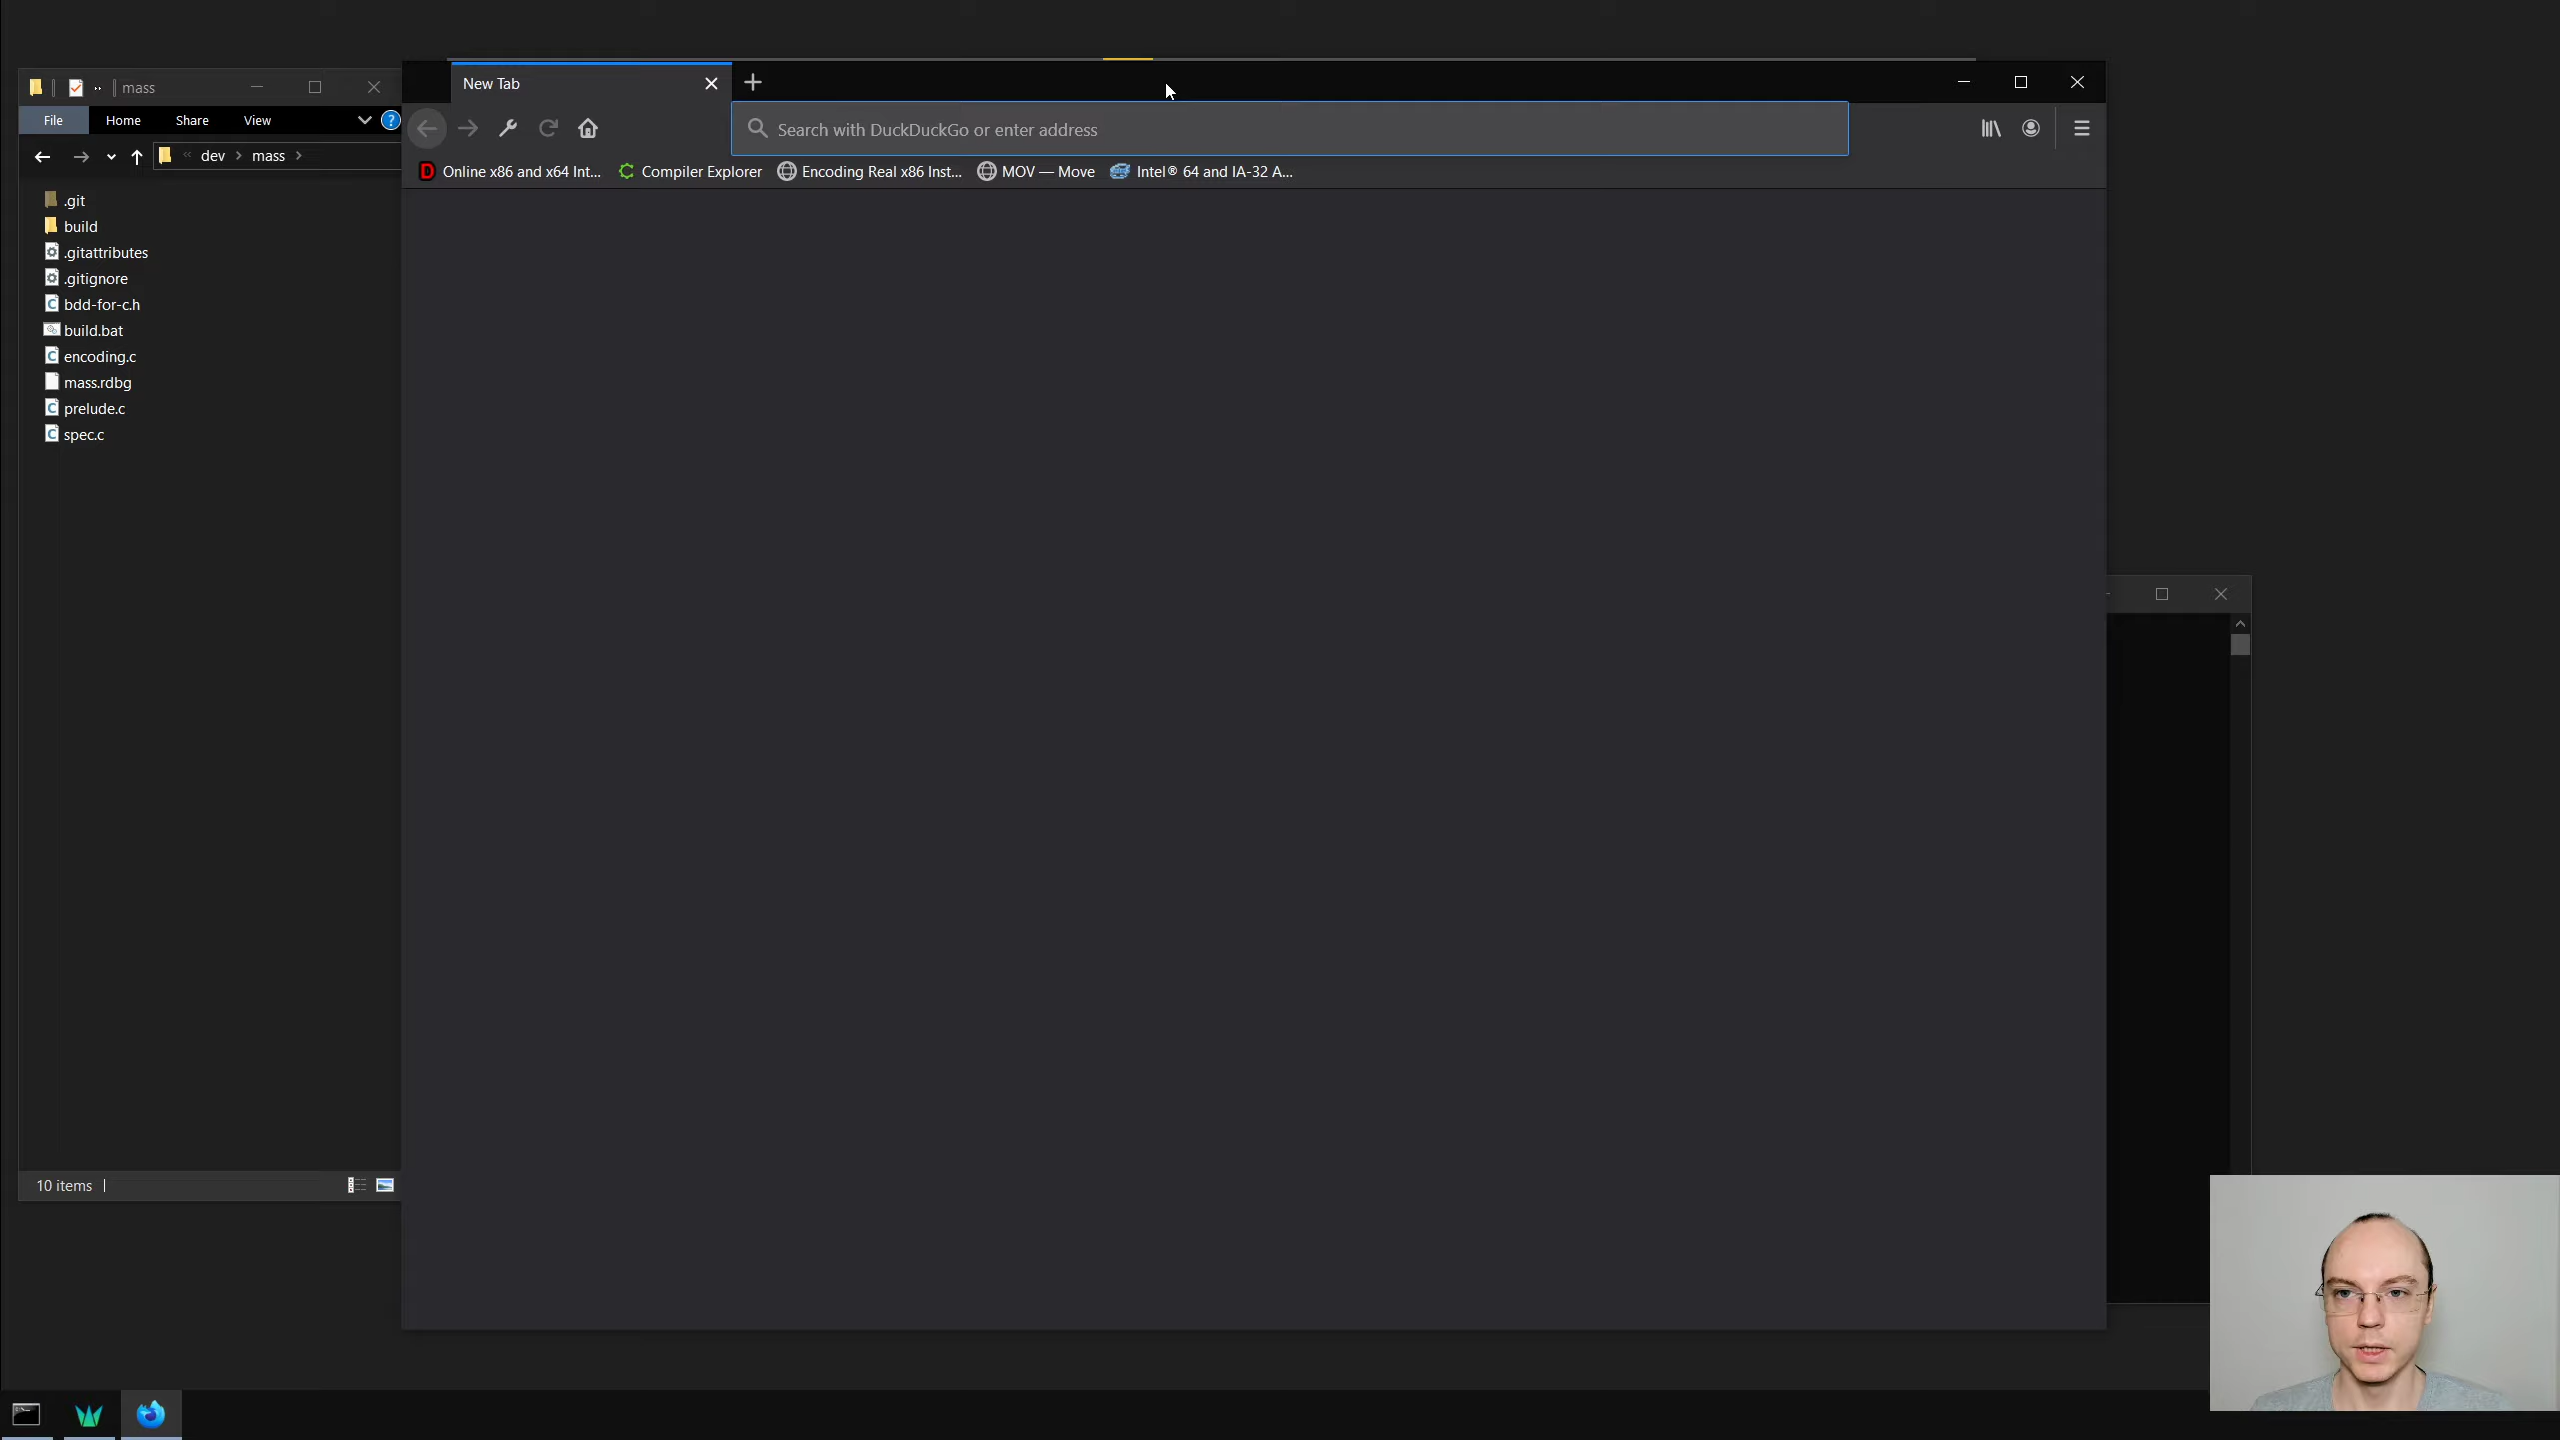 mass
File Home Share View
dev mass
.git
build
.gitattributes
.gitignore
bdd-for-c.h
build.bat
encoding.c
mass.rdbg
prelude.c
spec.c
10 items
New Tab
Search with DuckDuckGo or enter address
Online x86 and x64 Int... Compiler Explorer Encoding Real x86 Inst... MOV — Move Intel® 64 and IA-32 A...